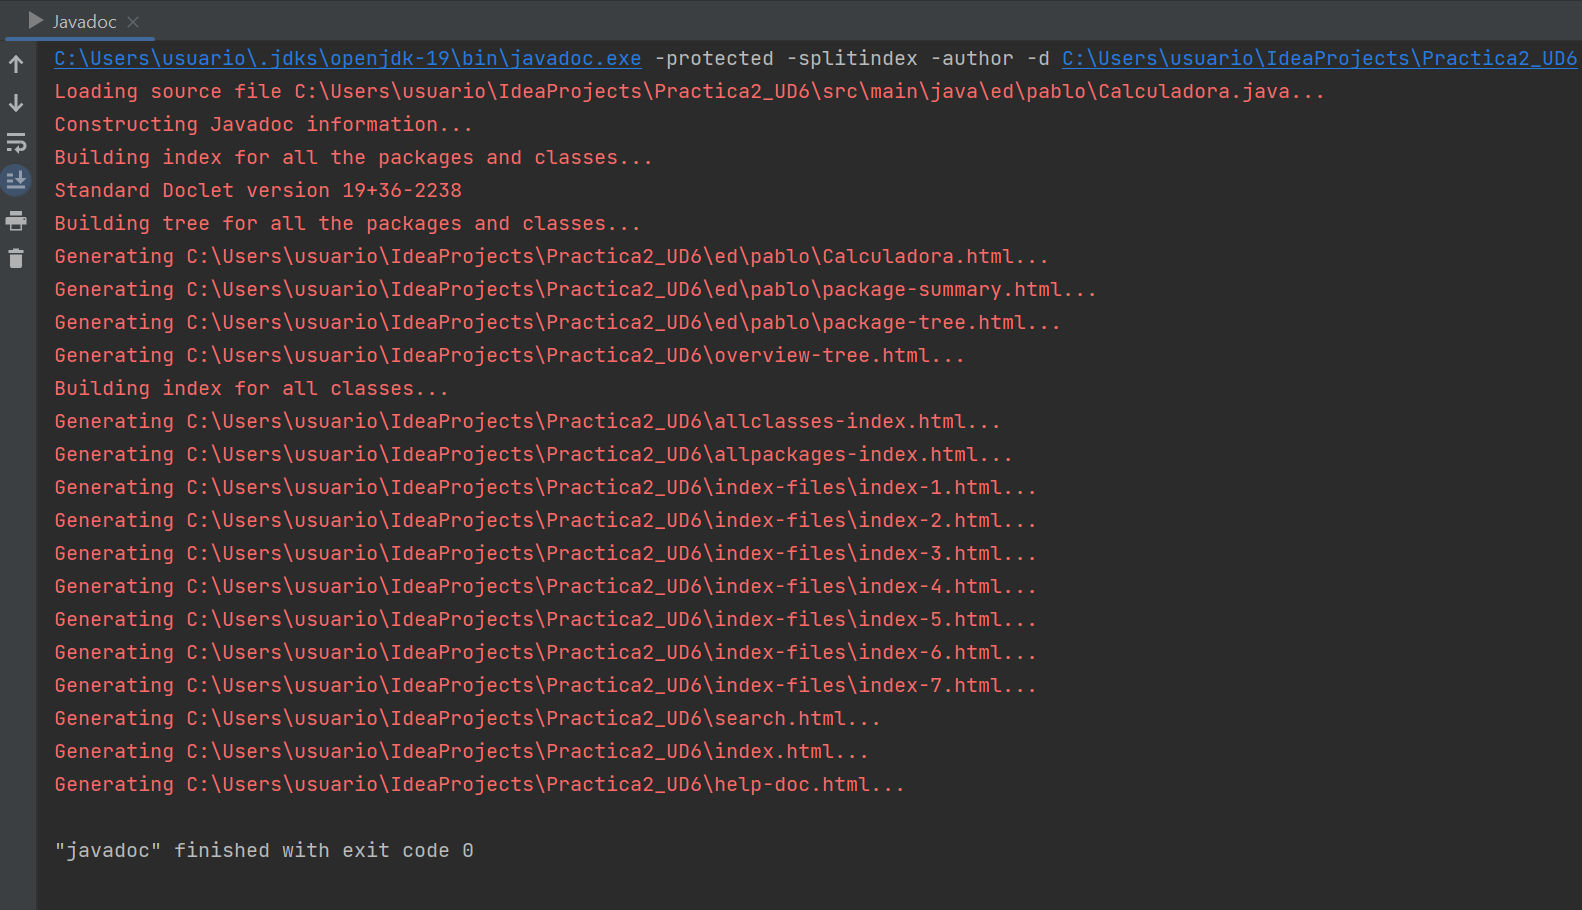 Javadoc
C:\Users\usuario\.jdks\openjdk-19\bin\javadoc.exe -protected -splitindex -author -d C:\Users\usuario\IdeaProjects\Practica2_UD6
Loading source file C:\Users\usuario\IdeaProjects\Practica2_UD6\src\main\java\ed\pablo\Calculadora.java...
Constructing Javadoc information...
Building index for all the packages and classes...
Standard Doclet version 19+36-2238
Building tree for all the packages and classes...
Generating C:\Users\usuario\IdeaProjects\Practica2_UD6\ed\pablo\Calculadora.html...
Generating C:\Users\usuario\IdeaProjects\Practica2_UD6\ed\pablo\package-summary.html...
Generating C:\Users\usuario\IdeaProjects\Practica2_UD6\ed\pablo\package-tree.html...
Generating C:\Users\usuario\IdeaProjects\Practica2_UD6\overview-tree.html...
Building index for all classes...
Generating C:\Users\usuario\IdeaProjects\Practica2_UD6\allclasses-index.html...
Generating C:\Users\usuario\IdeaProjects\Practica2_UD6\allpackages-index.html...
Generating C:\Users\usuario\IdeaProjects\Practica2_UD6\index-files\index-1.html...
Generating C:\Users\usuario\IdeaProjects\Practica2_UD6\index-files\index-2.html...
Generating C:\Users\usuario\IdeaProjects\Practica2_UD6\index-files\index-3.html...
Generating C:\Users\usuario\IdeaProjects\Practica2_UD6\index-files\index-4.html...
Generating C:\Users\usuario\IdeaProjects\Practica2_UD6\index-files\index-5.html...
Generating C:\Users\usuario\IdeaProjects\Practica2_UD6\index-files\index-6.html...
Generating C:\Users\usuario\IdeaProjects\Practica2_UD6\index-files\index-7.html...
Generating C:\Users\usuario\IdeaProjects\Practica2_UD6\search.html...
Generating C:\Users\usuario\IdeaProjects\Practica2_UD6\index.html...
Generating C:\Users\usuario\IdeaProjects\Practica2_UD6\help-doc.html...
"javadoc" finished with exit code 0